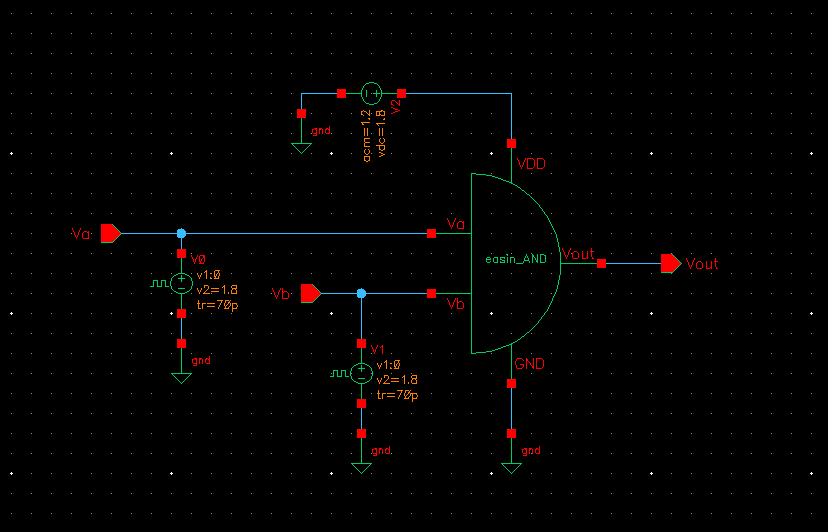 V2
acm=1.2
vdc=1.8
gnd
VDD
Va
Va
V0
v1:0
v2=1.8
tr=70p
gnd
easin_AND
Vout
Vout
Vb
Vb
V1
v1:0
v2=1.8
tr=70p
gnd
GND
gnd